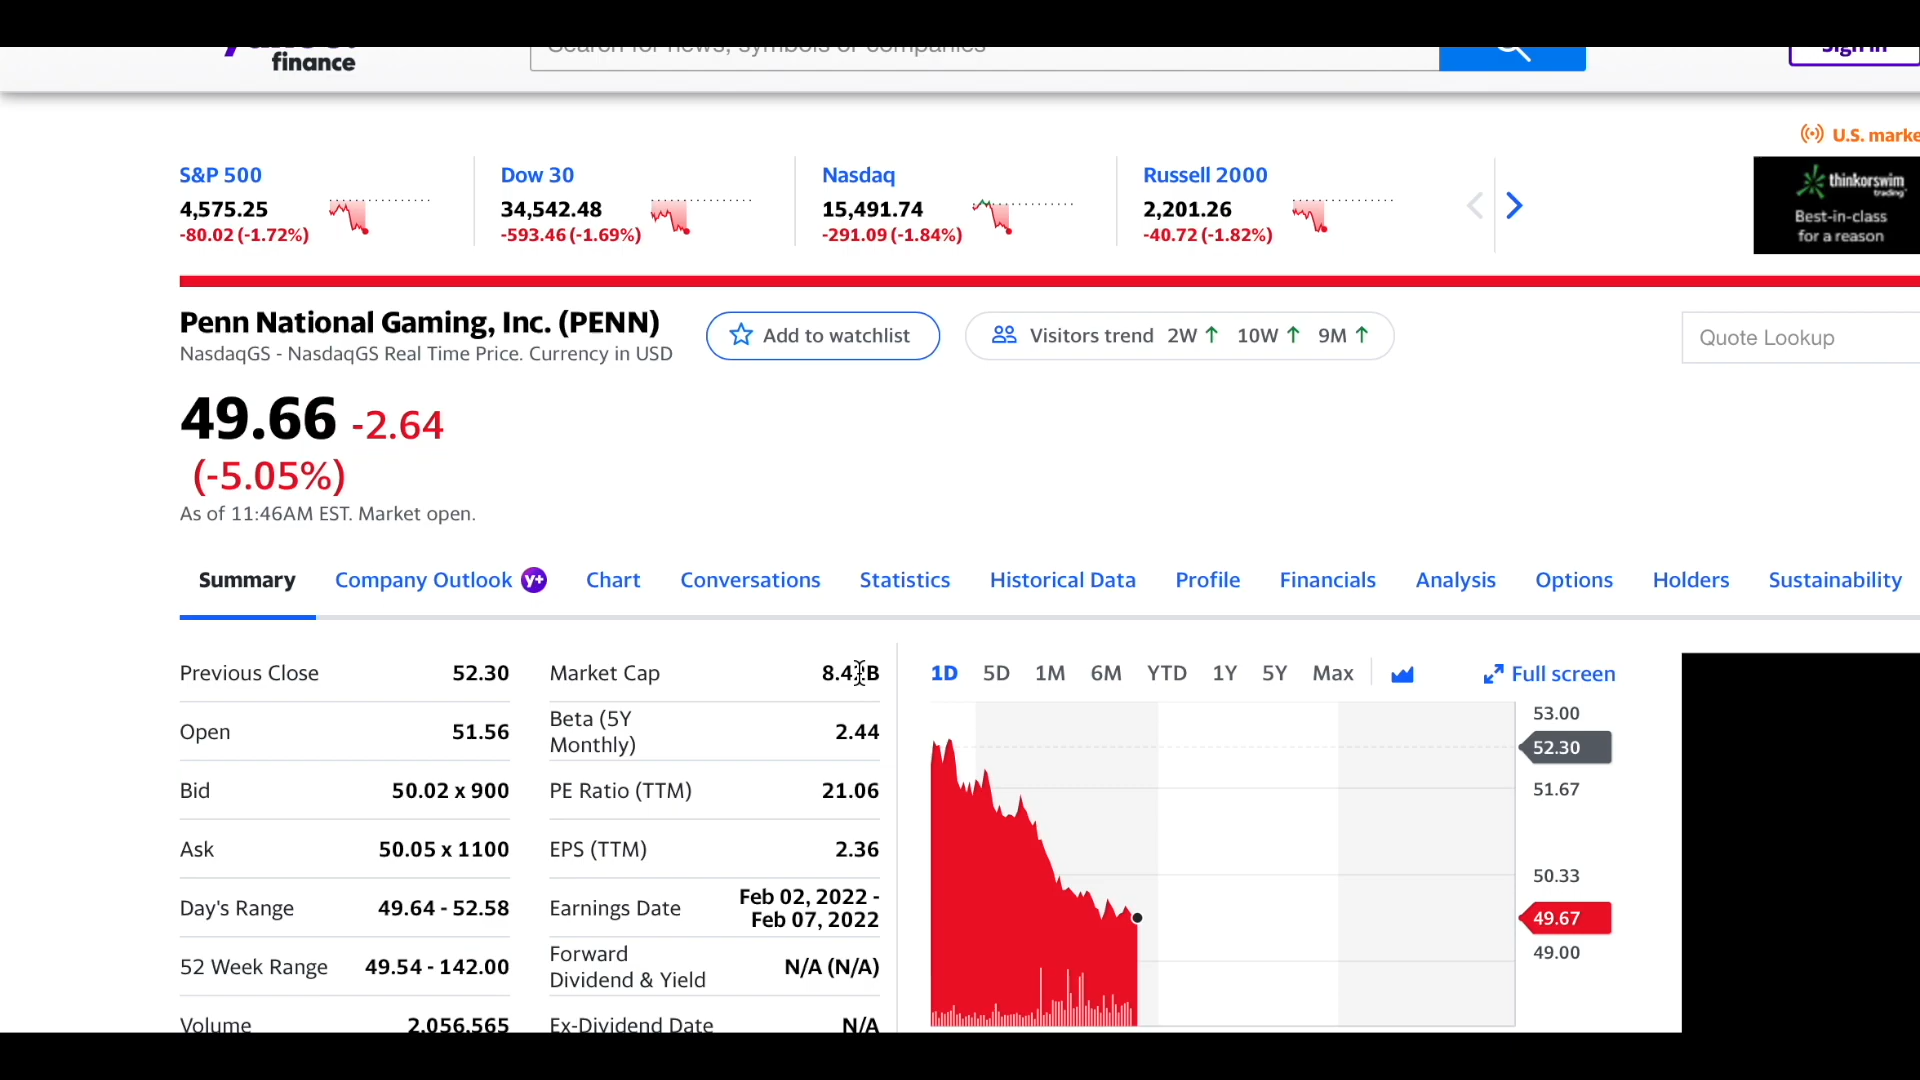 finance
Search for news, symbols or companies
Sign in
U.S. marke
S&P 500
4,575.25
-80.02 (-1.72%)
Dow 30
34,542.48
-593.46 (-1.69%)
Nasdaq
15,491.74
-291.09 (-1.84%)
Russell 2000
2,201.26
-40.72 (-1.82%)
thinkorswim
trading
Best-in-class
for a reason
Penn National Gaming, Inc. (PENN)
NasdaqGS - NasdaqGS Real Time Price. Currency in USD
Add to watchlist
Visitors trend 2W ↑ 10W ↑ 9M ↑
Quote Lookup
49.66 -2.64
(-5.05%)
As of 11:46AM EST. Market open.
Summary Company Outlook y+ Chart Conversations Statistics Historical Data Profile Financials Analysis Options Holders Sustainability
Previous Close 52.30
Open 51.56
Bid 50.02 x 900
Ask 50.05 x 1100
Day's Range 49.64 - 52.58
52 Week Range 49.54 - 142.00
Volume 2,056,565
Market Cap
Beta (5Y
Monthly) 2.44
PE Ratio (TTM) 21.06
EPS (TTM) 2.36
Earnings Date Feb 02, 2022 -
Feb 07, 2022
Forward
Dividend & Yield N/A (N/A)
Ex-Dividend Date N/A
1D 5D 1M 6M YTD 1Y 5Y Max Full screen
53.00
52.30
51.67
50.33
49.67
49.00